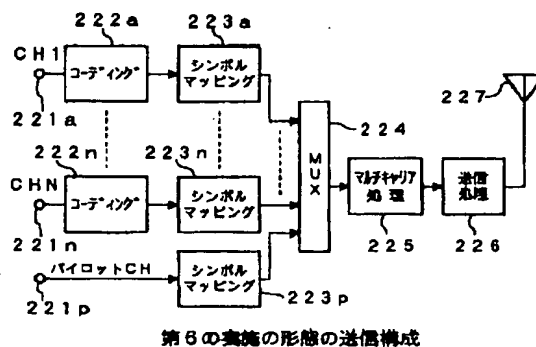 222a
223a
CH1
コーディング
シンボル
マッピング
227
221a
224
222n
223n
MUX
CHN
コーディング
シンボル
マッピング
マルチキャリア
処理
送信
処理
221n
225
226
パイロットCH
シンボル
マッピング
221p
223p
第6の実施の形態の送信構成